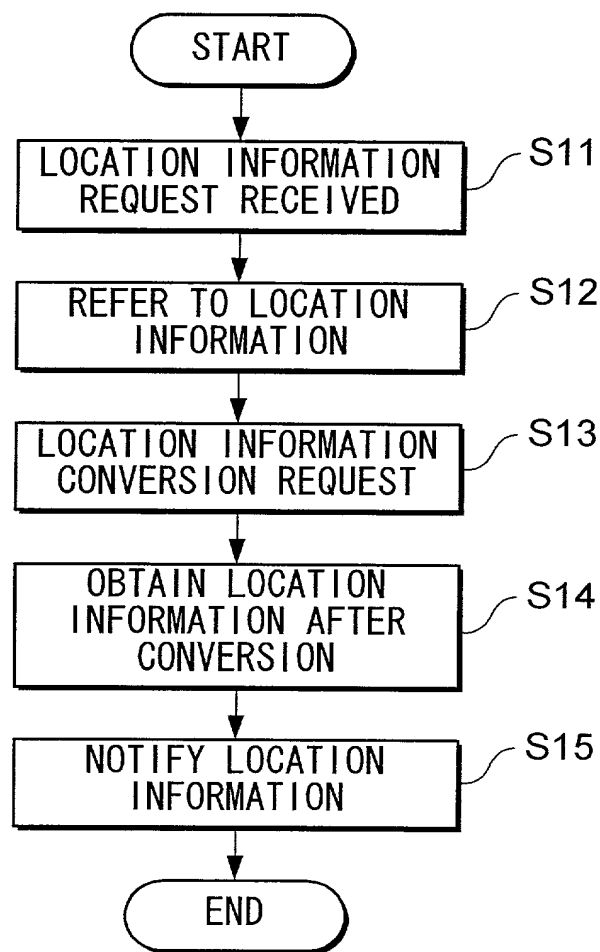 START
LOCATION INFORMATION
REQUEST RECEIVED
S11
REFER TO LOCATION
INFORMATION
S12
LOCATION INFORMATION
CONVERSION REQUEST
S13
OBTAIN LOCATION
INFORMATION AFTER
CONVERSION
S14
NOTIFY LOCATION
INFORMATION
S15
END